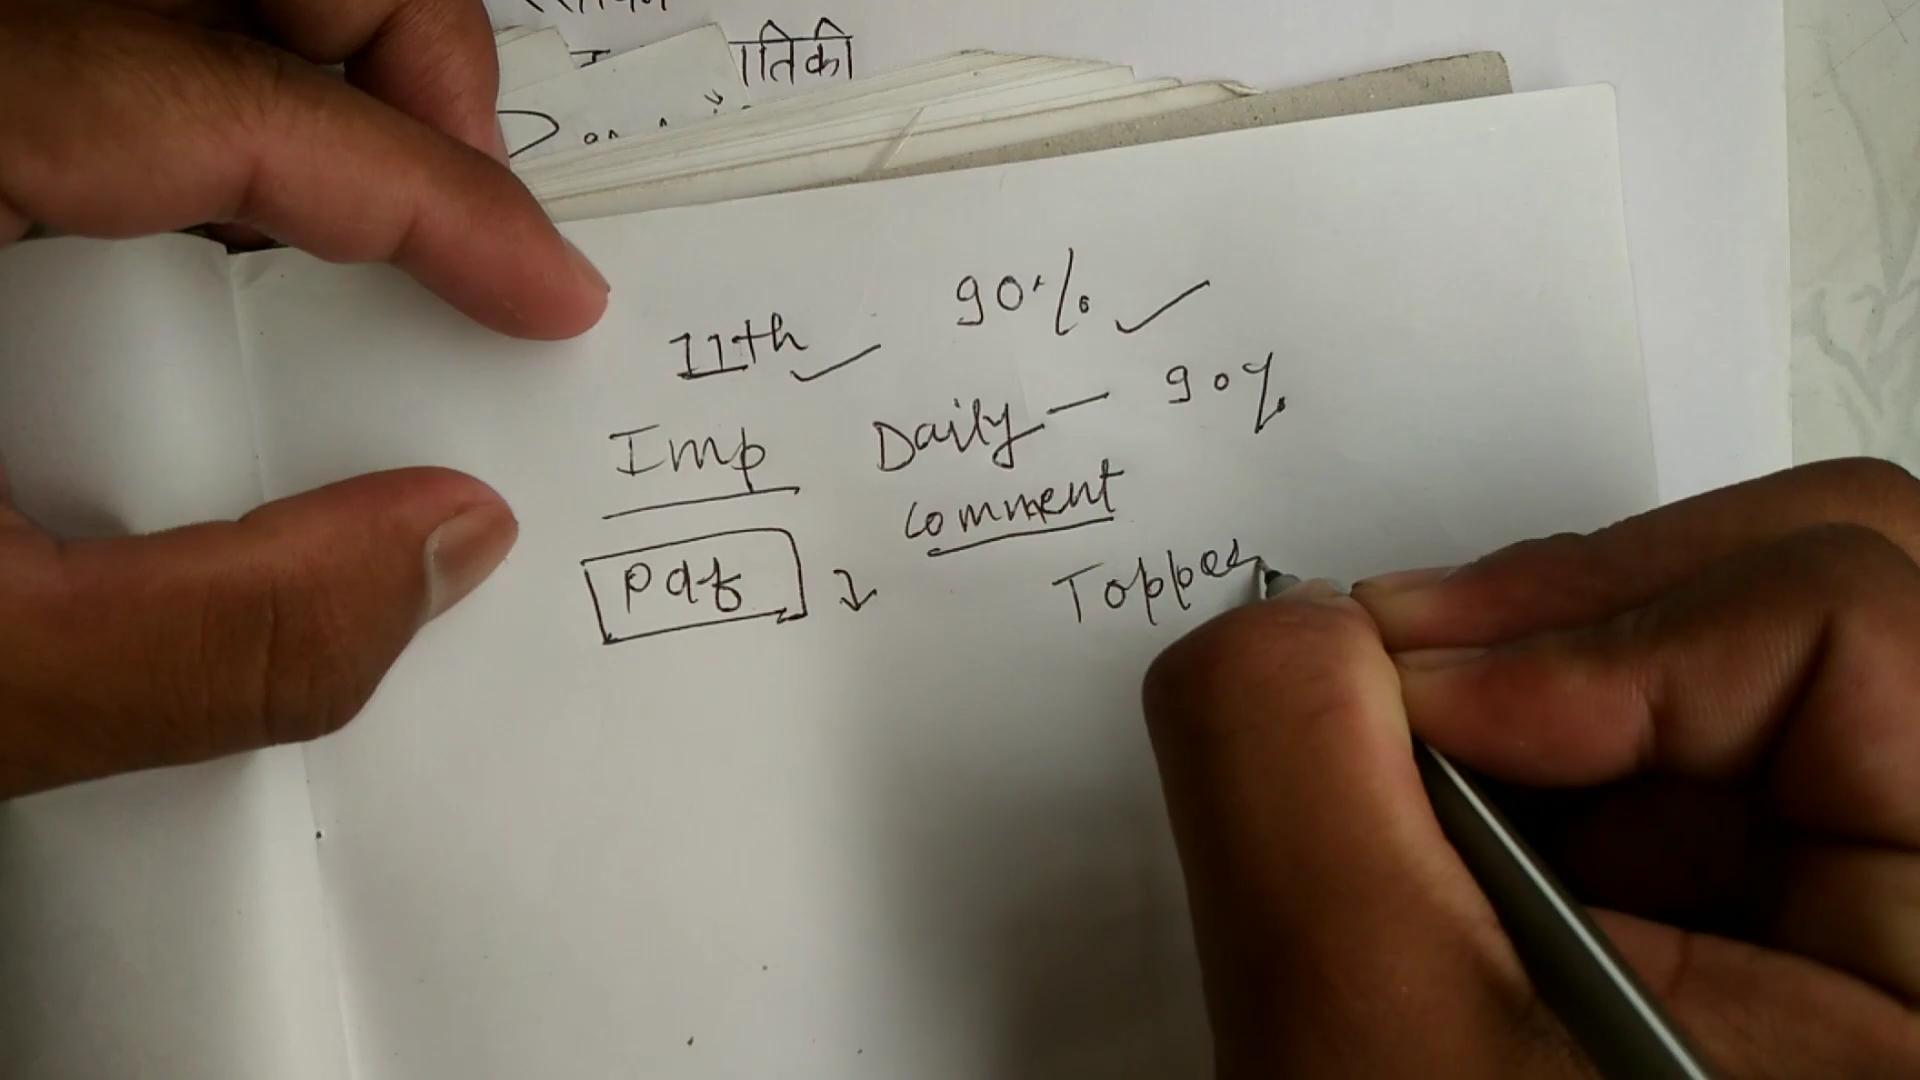 11th 90%
Imp Daily - 90%
comment
Pdf Topper